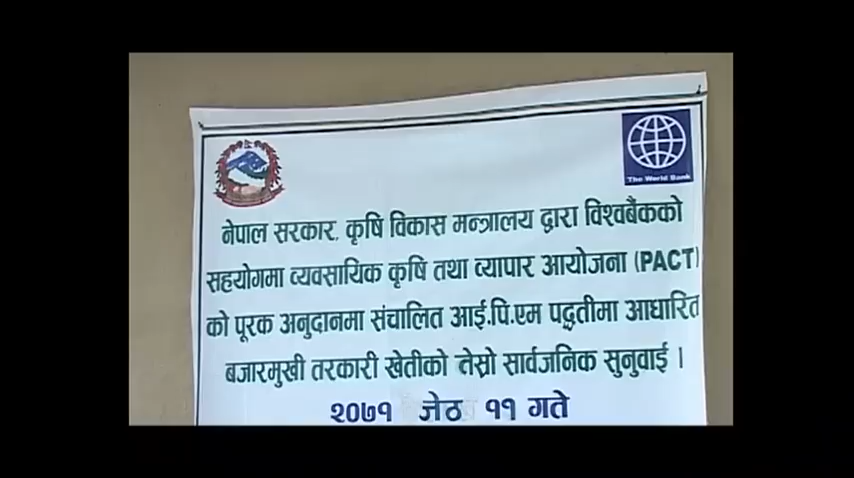 The World Bank
नेपाल सरकार, कृषि विकास मन्त्रालय द्वारा विश्वबैंकको
सहयोगमा व्यवसायिक कृषि तथा व्यापार आयोजना (PACT)
को पूरक अनुदानमा संचालित आई.पि.एम पद्धतीमा आधारित
बजारमुखी तरकारी खेतीको तेस्रो सार्वजनिक सुनुवाई ।
२०७१ जेठ ११ गते